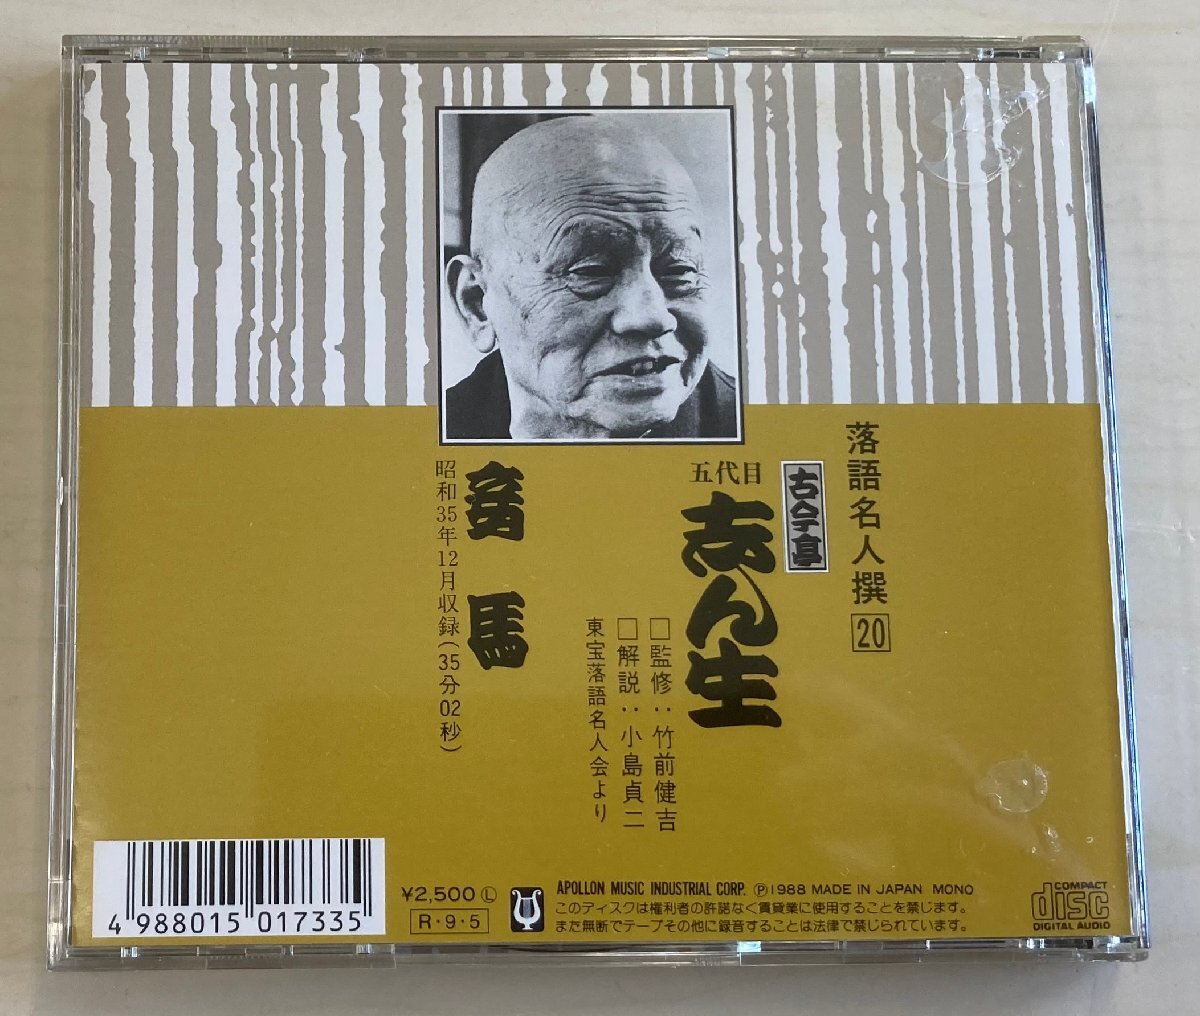 落語名人撰20
古今亭
五代目
志ん生
□監修：竹前健吉
□解説：小島貞二
東宝落語名人会より
昭和35年12月収録（35分02秒）
¥2,500 Ⓛ
R・9・5
APOLLON MUSIC INDUSTRIAL CORP. Ⓟ1988 MADE IN JAPAN MONO
このディスクは権利者の許諾なく賃貸業に使用することを禁じます。
また無断でテープその他に録音することは法律で禁じられています。
COMPACT
disc
DIGITAL AUDIO
4 988015 017335